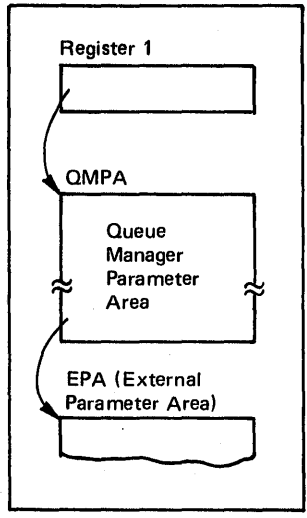 Register 1
QMPA
Queue
Manager
Parameter
Area
EPA (External
Parameter Area)